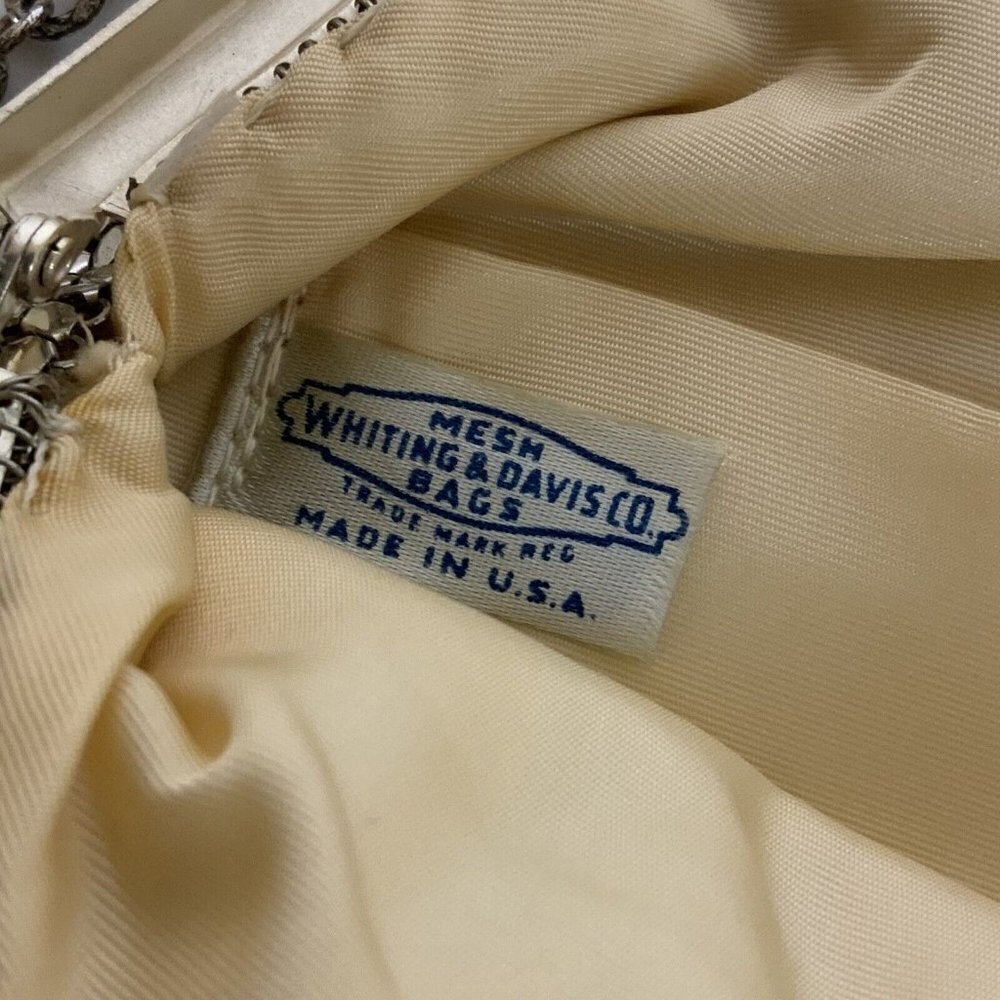 MESH
WHITING & DAVIS CO.
BAGS
TRADE MARK REG
MADE IN U.S.A.